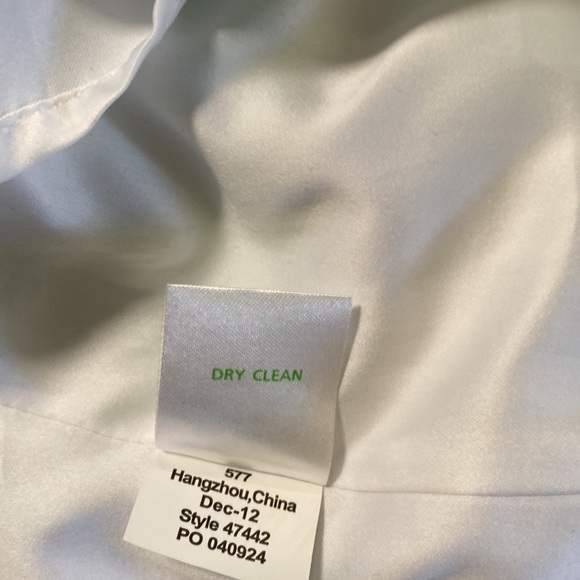 DRY CLEAN
577
Hangzhou,China
Dec-12
Style 47442
PO 040924